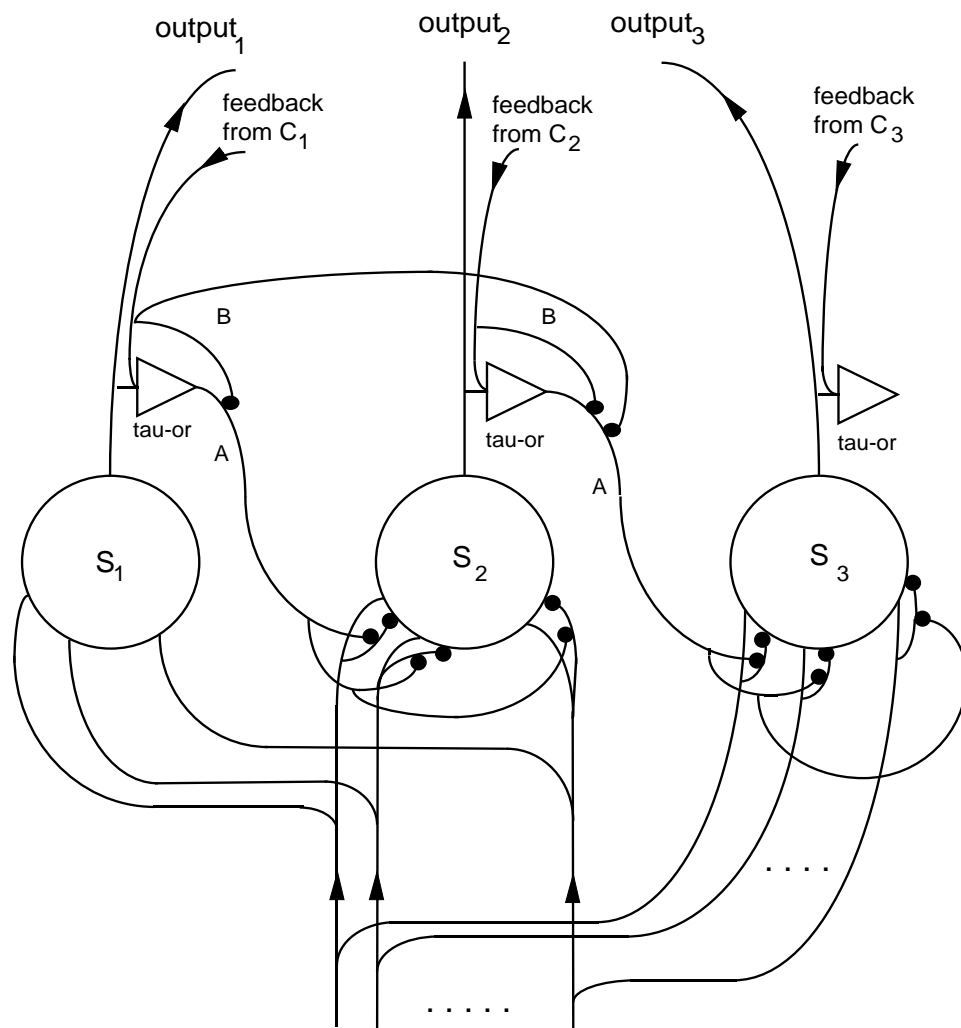 output1
output2
output3
feedback
from C1
feedback
from C2
feedback
from C3
B
B
tau-or
tau-or
tau-or
A
A
S1
S2
S3
. . . .
. . . . .